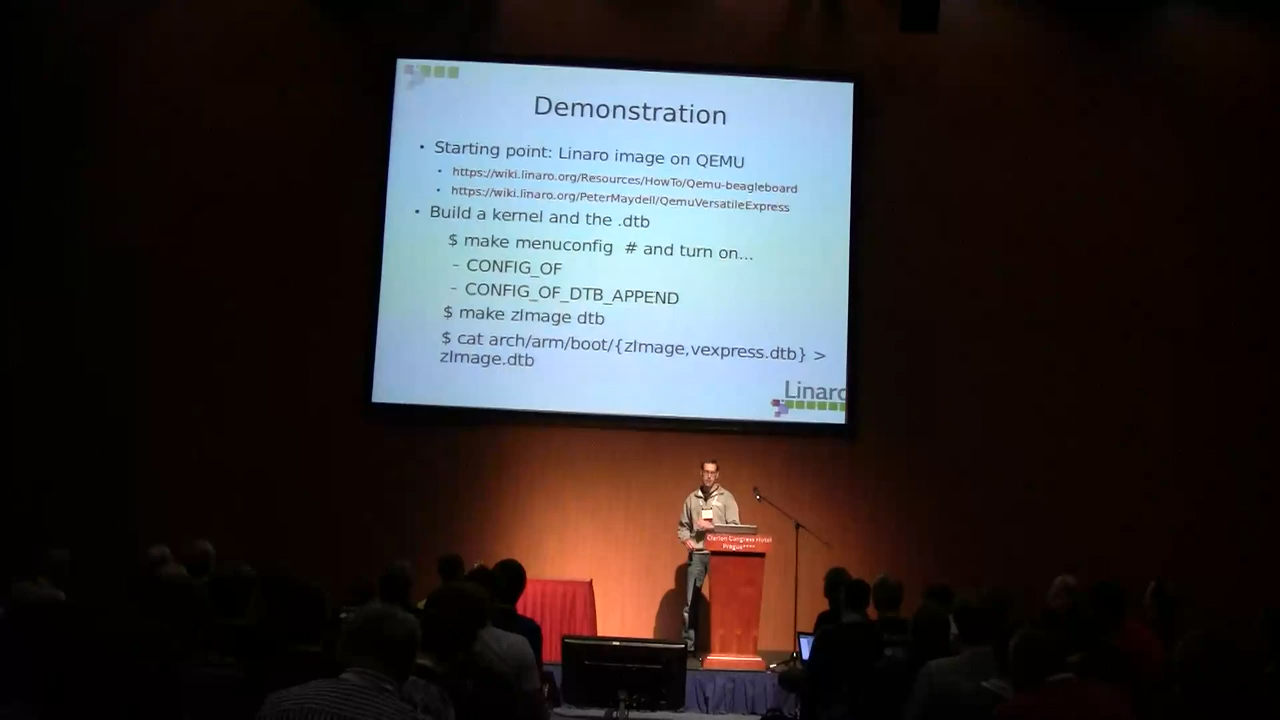 Demonstration
• Starting point: Linaro image on QEMU
• https://wiki.linaro.org/Resources/HowTo/Qemu-beagleboard
• https://wiki.linaro.org/PeterMaydell/QemuVersatileExpress
• Build a kernel and the .dtb
$ make menuconfig # and turn on...
– CONFIG_OF
– CONFIG_OF_DTB_APPEND
$ make zImage dtb
$ cat arch/arm/boot/{zImage,vexpress.dtb} >
zImage.dtb
Linaro
Clarion Congress Hotel
Prague****